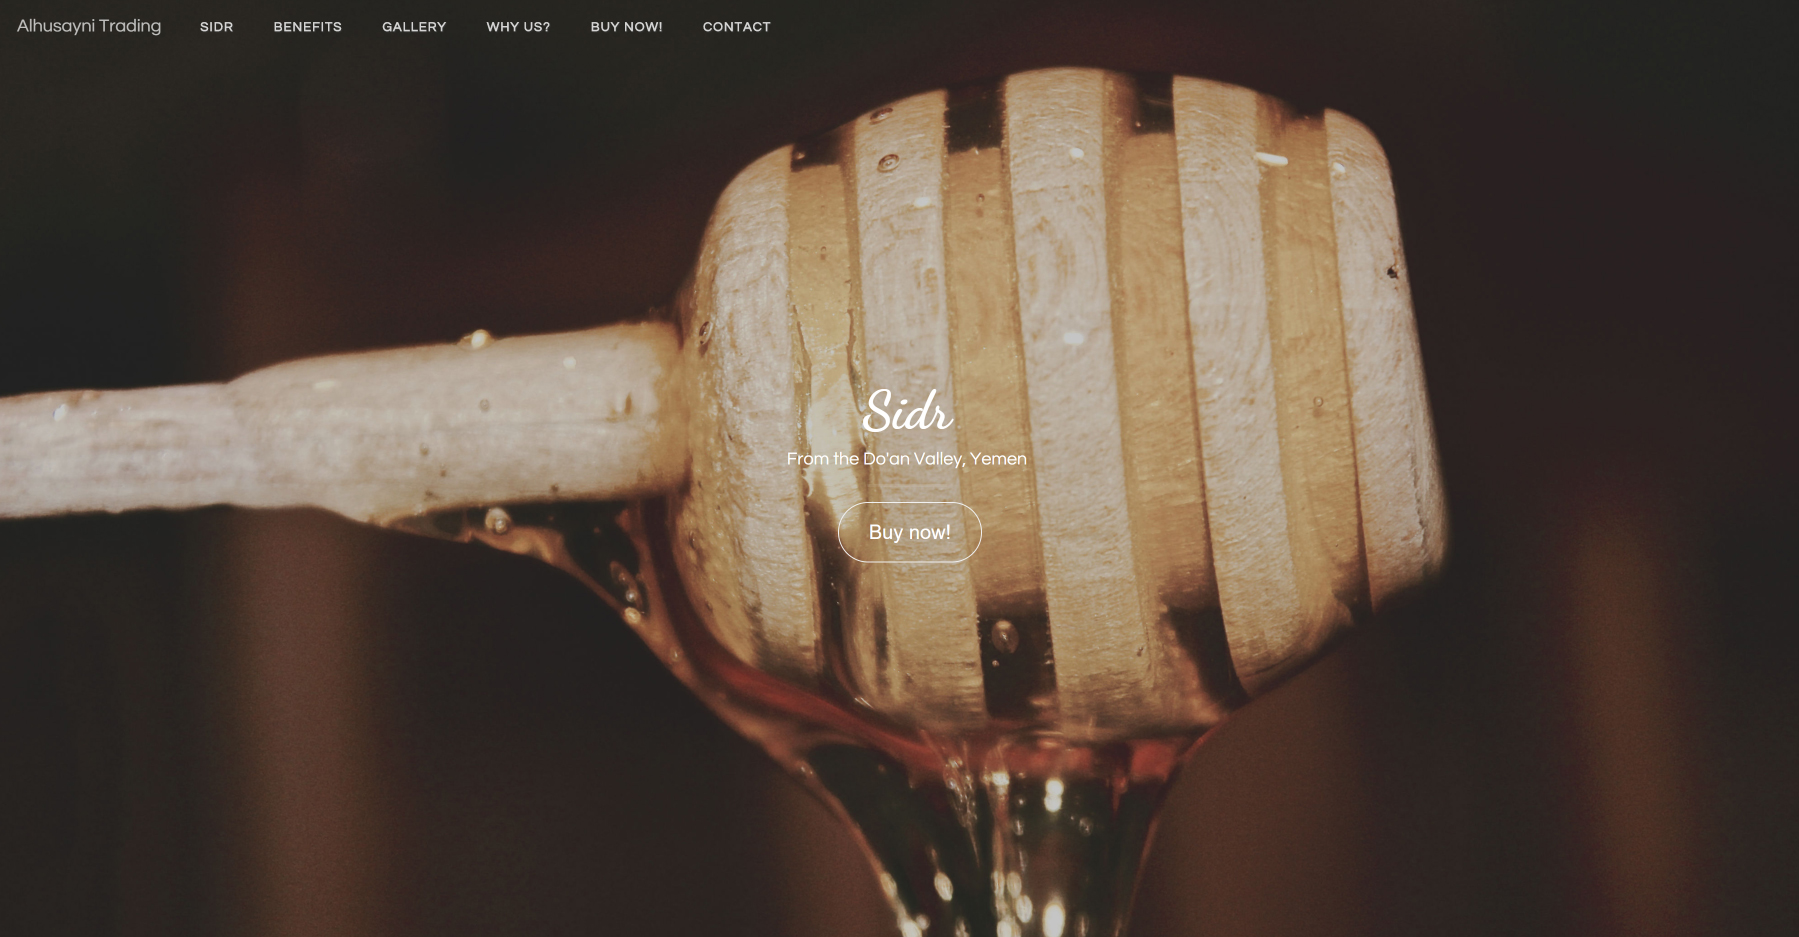 Alhusayni Trading SIDR BENEFITS GALLERY WHY US? BUY NOW! CONTACT
Sidr
From the Do'an Valley, Yemen
Buy now!